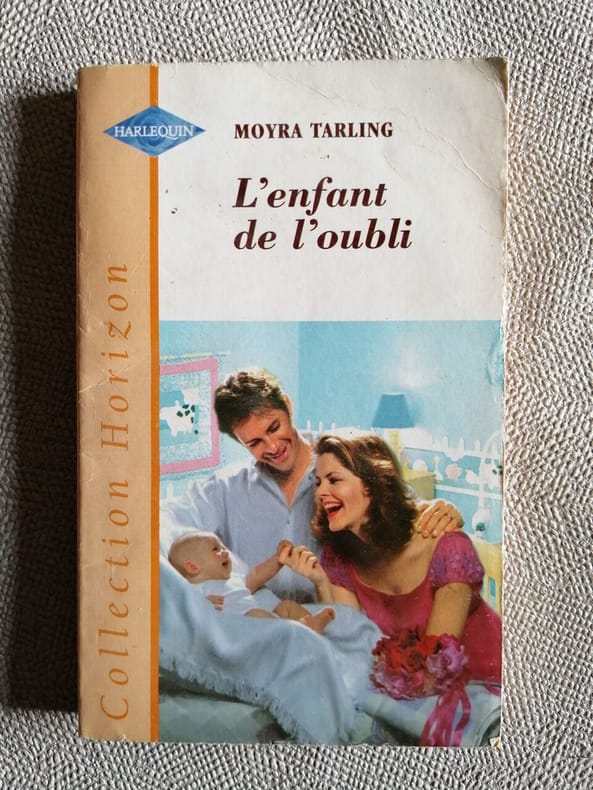 HARLEQUIN
MOYRA TARLING
L'enfant
de l'oubli
Collection Horizon